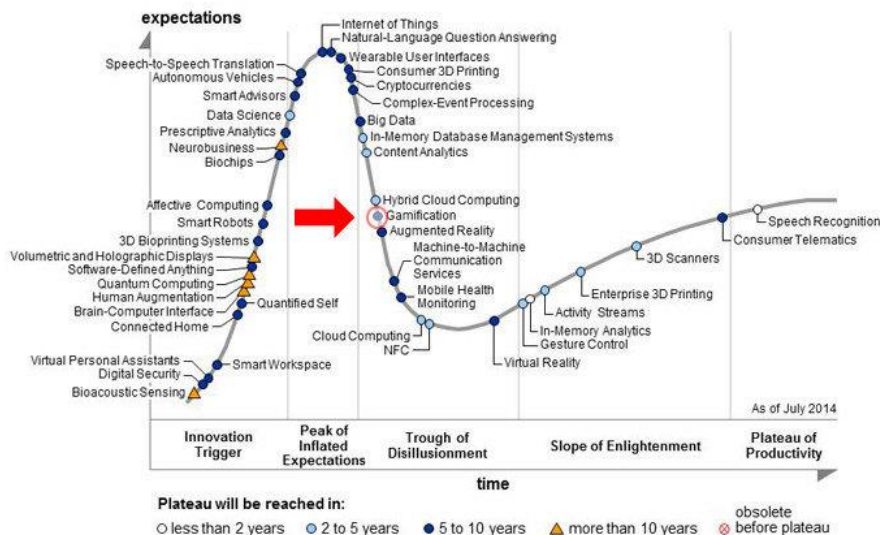 expectations
Internet of Things
Natural-Language Question Answering
Wearable User Interfaces
Speech-to-Speech Translation
Consumer 3D Printing
Autonomous Vehicles
Cryptocurrencies
Smart Advisors
Complex-Event Processing
Data Science
Big Data
Prescriptive Analytics
In-Memory Database Management Systems
Neurobusiness
Content Analytics
Biochips
Hybrid Cloud Computing
Affective Computing
Gamification
Speech Recognition
Smart Robots
Augmented Reality
Consumer Telematics
3D Bioprinting Systems
Machine-to-Machine
Communication
Services
Volumetric and Holographic Displays
3D Scanners
Software-Defined Anything
Quantum Computing
Mobile Health
Monitoring
Enterprise 3D Printing
Human Augmentation
Quantified Self
Brain-Computer Interface
Activity Streams
Connected Home
Cloud Computing
In-Memory Analytics
NFC
Gesture Control
Virtual Personal Assistants
Smart Workspace
Virtual Reality
Digital Security
Bioacoustic Sensing
As of July 2014
Innovation
Trigger
Peak of
Inflated
Expectations
Trough of
Disillusionment
Slope of Enlightenment
Plateau of
Productivity
time
Plateau will be reached in:
less than 2 years
2 to 5 years
5 to 10 years
more than 10 years
obsolete
before plateau